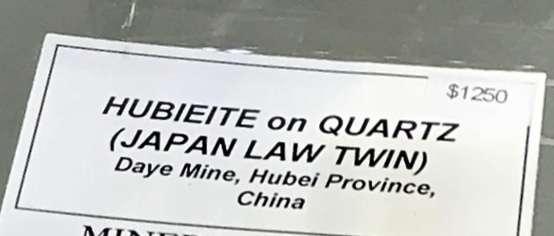 $1250
HUBIEITE on QUARTZ
(JAPAN LAW TWIN)
Daye Mine, Hubei Province,
China